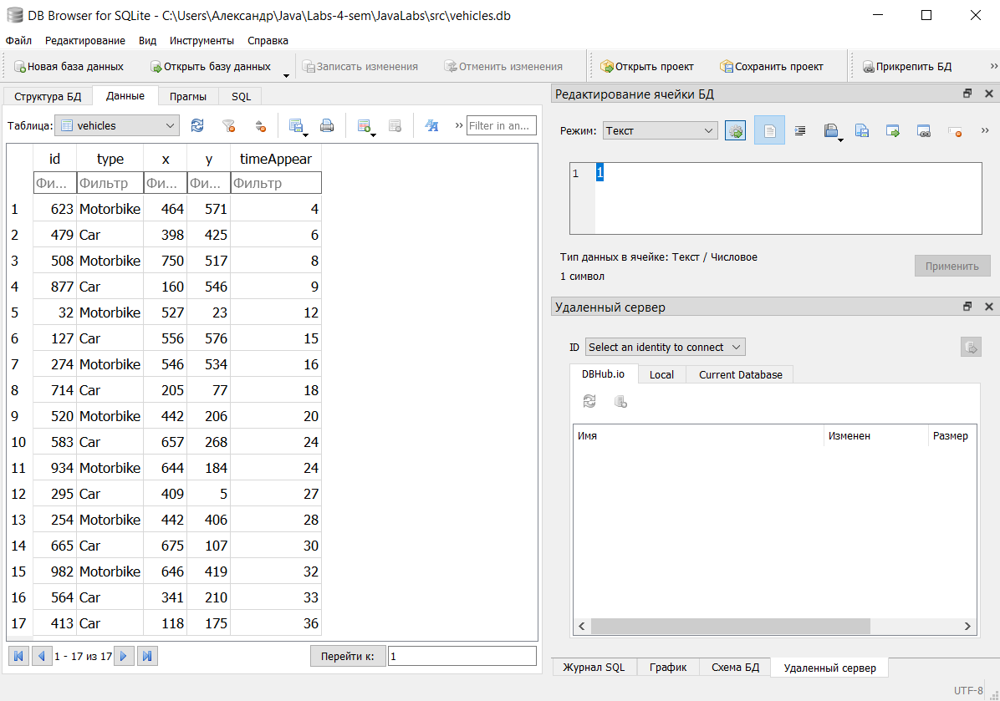 DB Browser for SQLite - C:\Users\Александр\Java\Labs-4-sem\JavaLabs\src\vehicles.db
Файл Редактирование Вид Инструменты Справка
Новая база данных Открыть базу данных Записать изменения Отменить изменения Открыть проект Сохранить проект Прикрепить БД »
Структура БД Данные Прагмы SQL
Таблица: vehicles » Filter in an...
id type x y timeAppear
Фи... Фильтр Фи... Фи... Фильтр
1 623 Motorbike 464 571 4
2 479 Car 398 425 6
3 508 Motorbike 750 517 8
4 877 Car 160 546 9
5 32 Motorbike 527 23 12
6 127 Car 556 576 15
7 274 Motorbike 546 534 16
8 714 Car 205 77 18
9 520 Motorbike 442 206 20
10 583 Car 657 268 24
11 934 Motorbike 644 184 24
12 295 Car 409 5 27
13 254 Motorbike 442 406 28
14 665 Car 675 107 30
15 982 Motorbike 646 419 32
16 564 Car 341 210 33
17 413 Car 118 175 36
1 - 17 из 17 Перейти к: 1
Редактирование ячейки БД
Режим: Текст »
1 1
Тип данных в ячейке: Текст / Числовое
1 символ
Применить
Удаленный сервер
ID Select an identity to connect
DBHub.io Local Current Database
Имя Изменен Размер
Журнал SQL График Схема БД Удаленный сервер
UTF-8